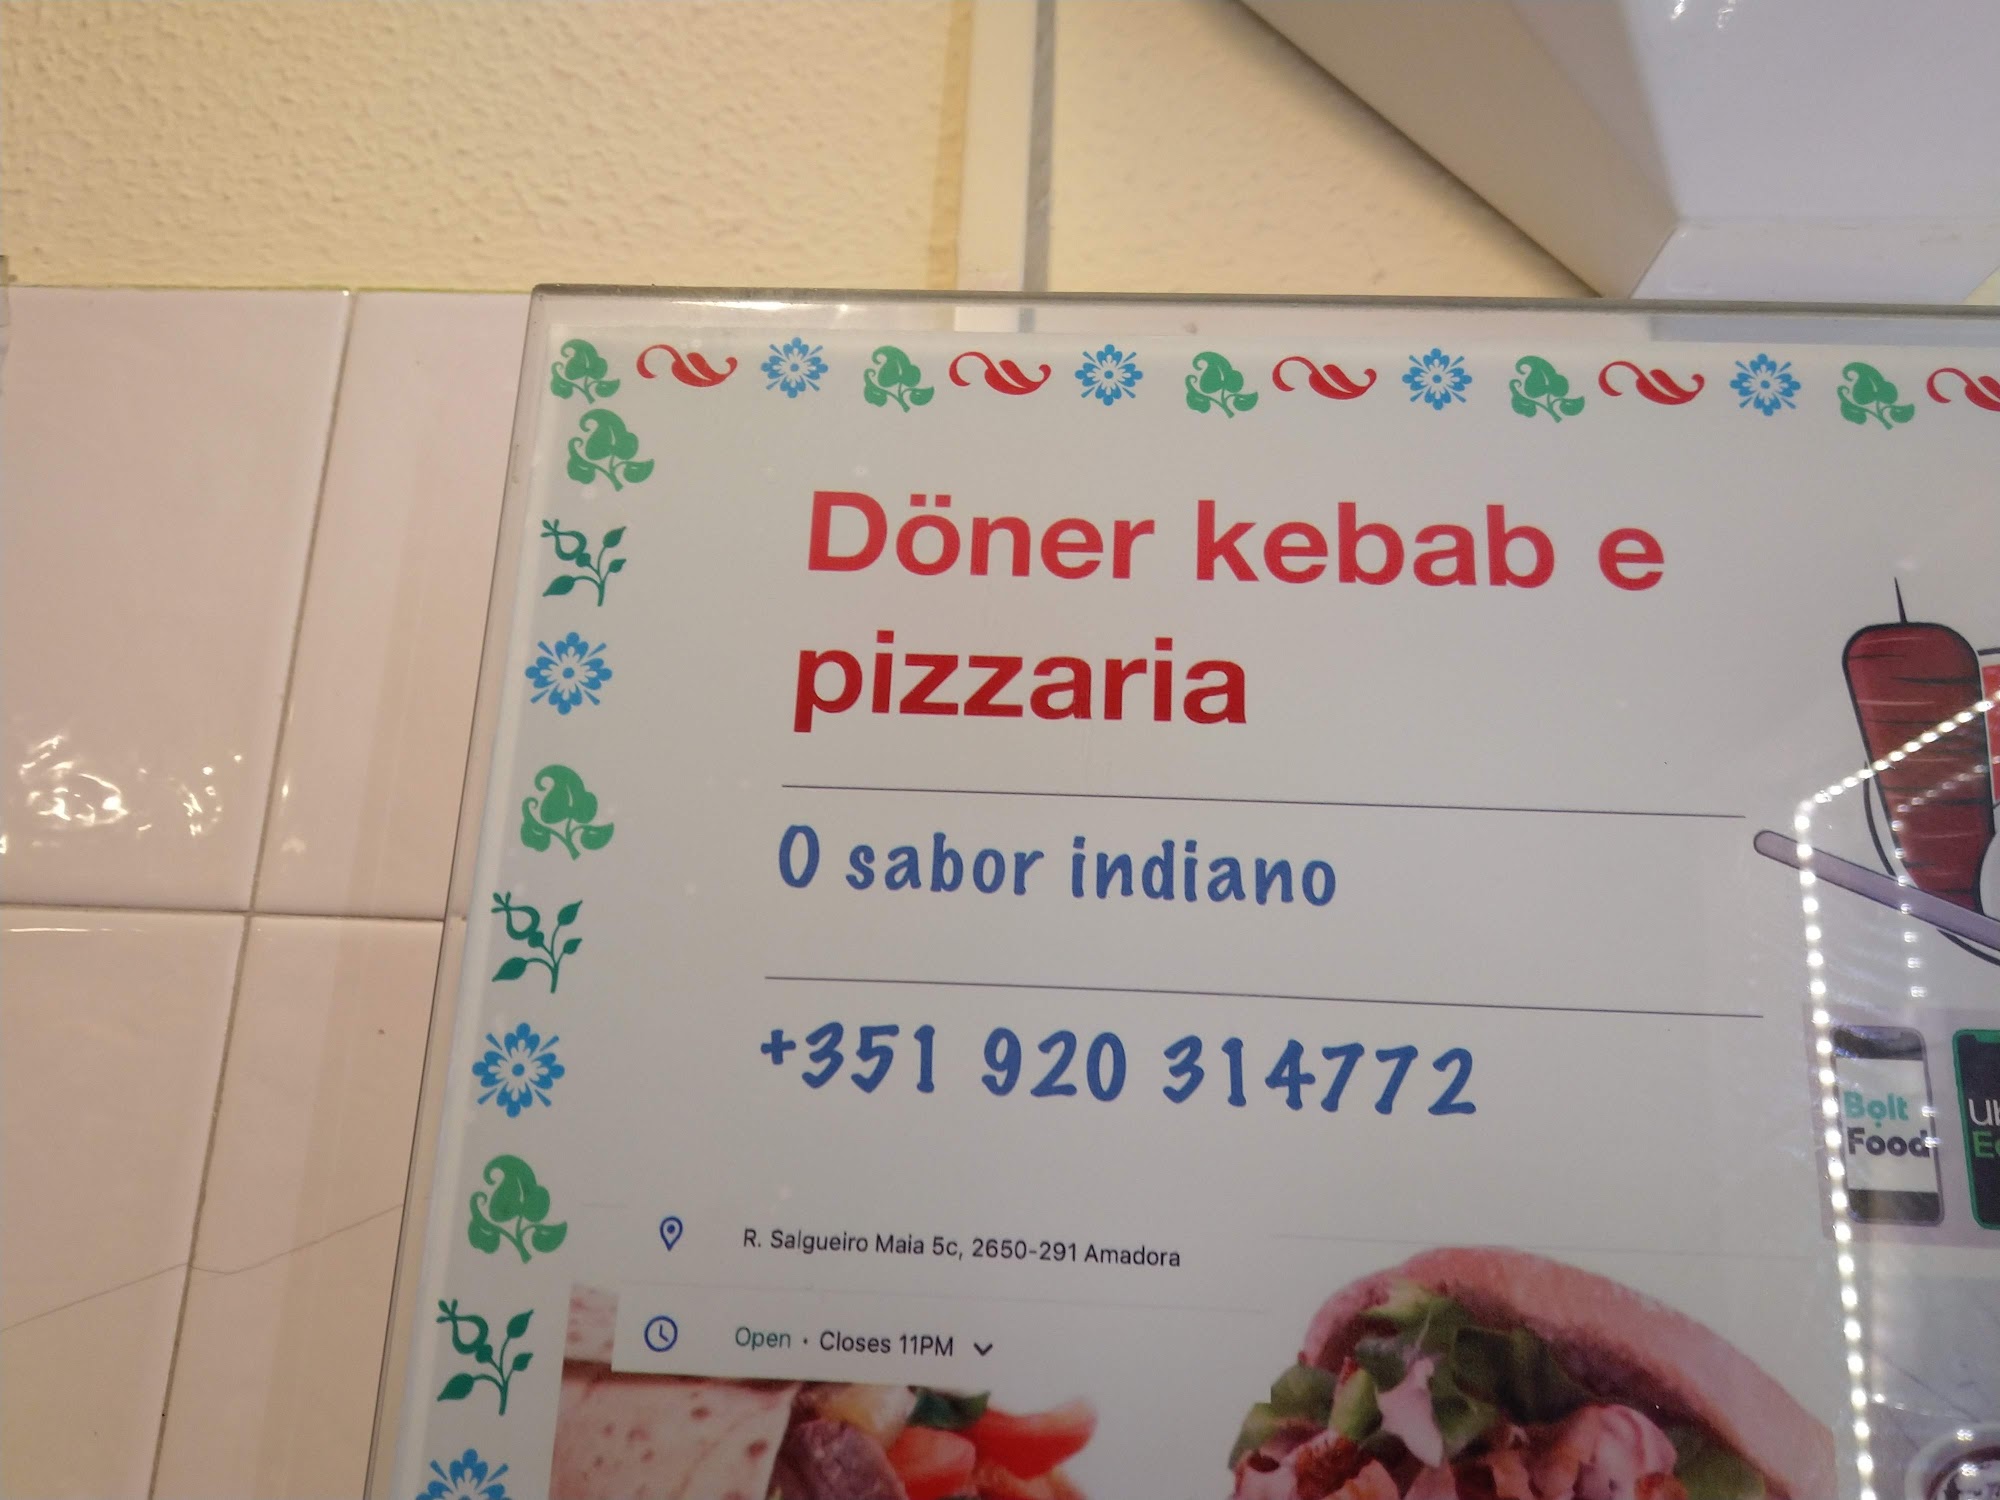 Döner kebab e
pizzaria
O sabor indiano
+351 920 314772
Bolt
Food
R. Salgueiro Maia 5c, 2650-291 Amadora
Open · Closes 11PM